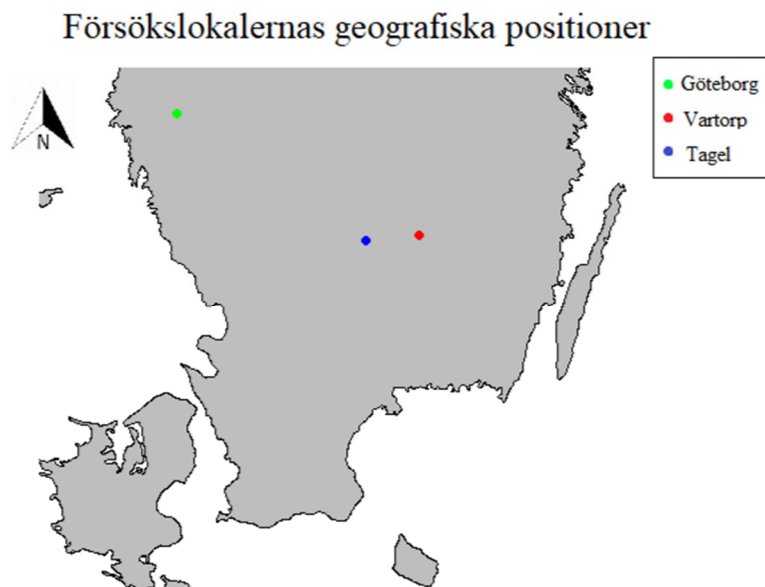 Försökslokalernas geografiska positioner
Göteborg
Vartorp
Tagel
N